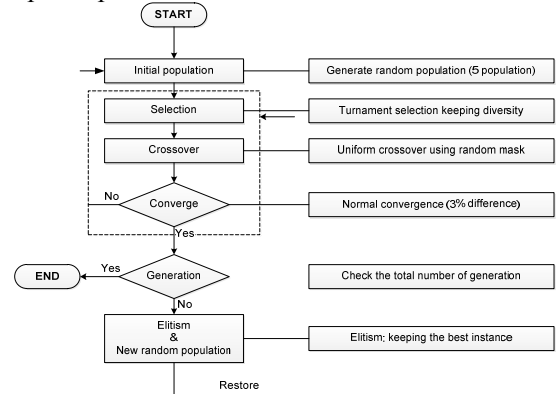 START
Initial population
Generate random population (5 population)
Selection
Turnament selection keeping diversity
Crossover
Uniform crossover using random mask
No
Converge
Normal convergence (3% difference)
Yes
END
Yes
Generation
Check the total number of generation
No
Elitism
&
New random population
Elitism; keeping the best instance
Restore